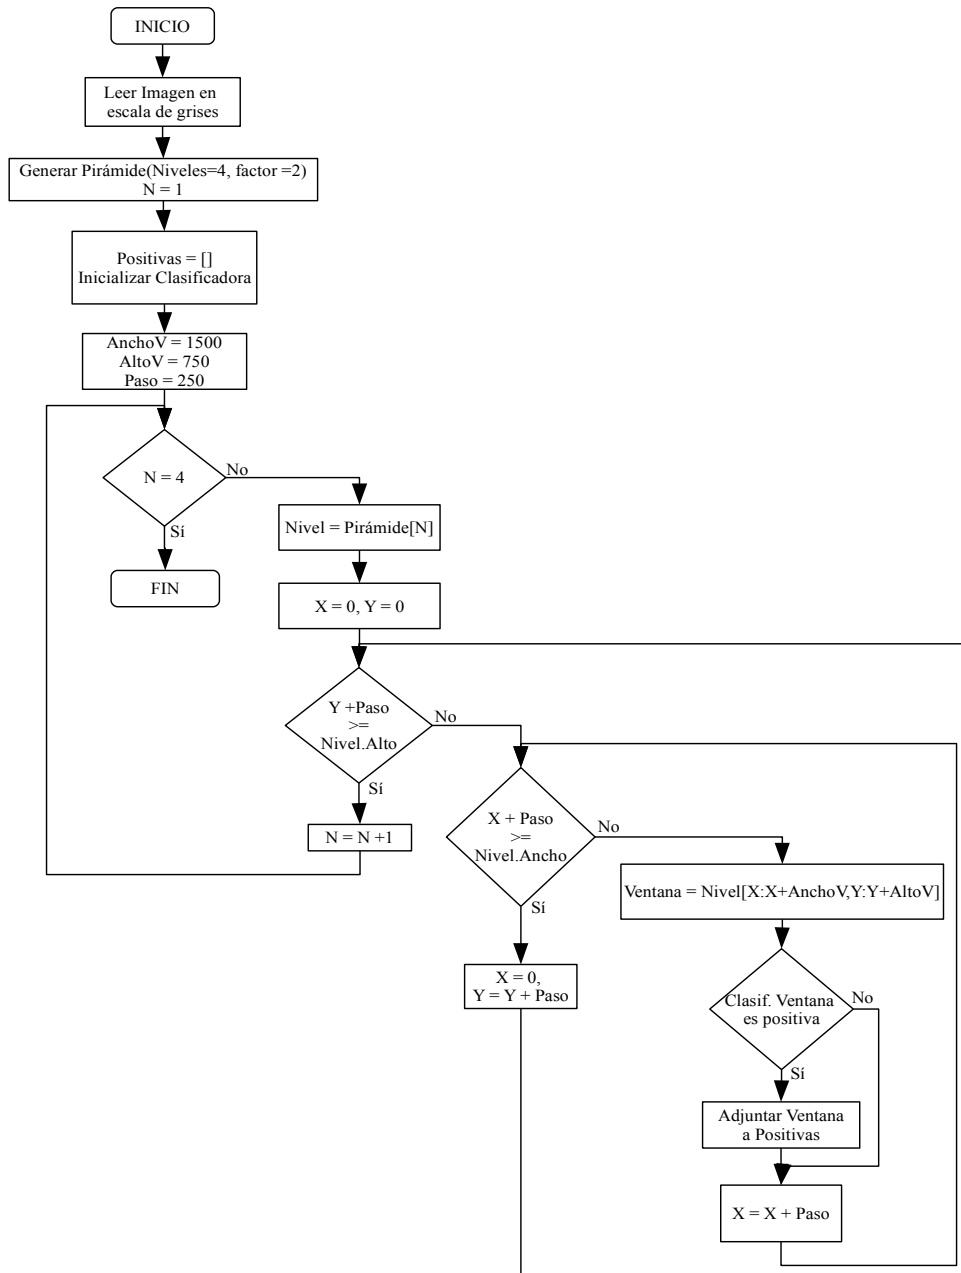 INICIO
Leer Imagen en
escala de grises
Generar Pirámide(Niveles=4, factor =2)
N = 1
Positivas = []
Inicializar Clasificadora
AnchoV = 1500
AltoV = 750
Paso = 250
N = 4
No
Sí
FIN
Nivel = Pirámide[N]
X = 0, Y = 0
Y +Paso
>=
Nivel.Alto
No
Sí
N = N +1
X + Paso
>=
Nivel.Ancho
No
Sí
X = 0,
Y = Y + Paso
Ventana = Nivel[X:X+AnchoV,Y:Y+AltoV]
Clasif. Ventana
es positiva
No
Sí
Adjuntar Ventana
a Positivas
X = X + Paso